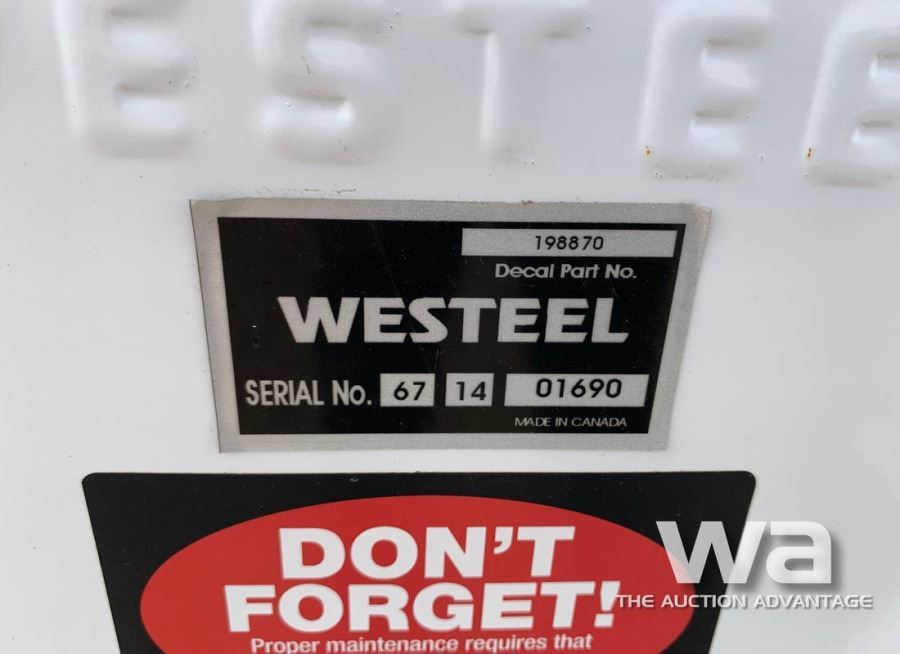 ESTEE
198870
Decal Part No.
WESTEEL
SERIAL No. 67 14 01690
MADE IN CANADA
DON'T
FORGET!
Proper maintenance requires that
wa
THE AUCTION ADVANTAGE